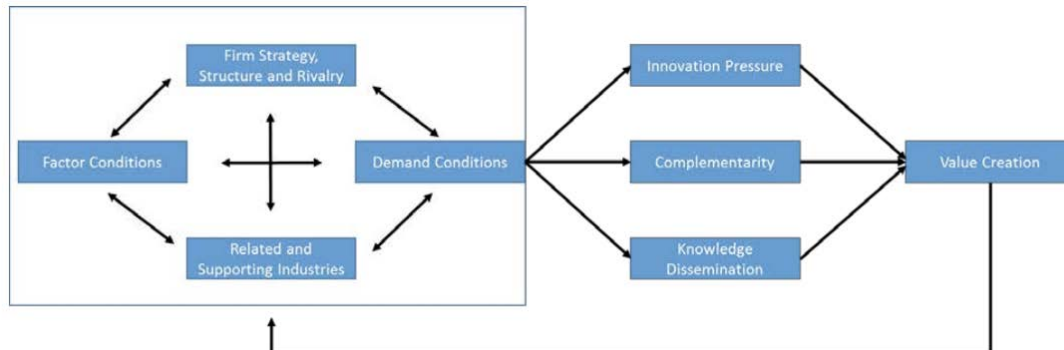 Firm Strategy,
Structure and Rivalry
Factor Conditions
Demand Conditions
Related and
Supporting Industries
Innovation Pressure
Complementarity
Knowledge
Dissemination
Value Creation